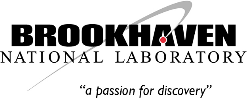 BROOKHAVEN
NATIONAL LABORATORY
“a passion for discovery”